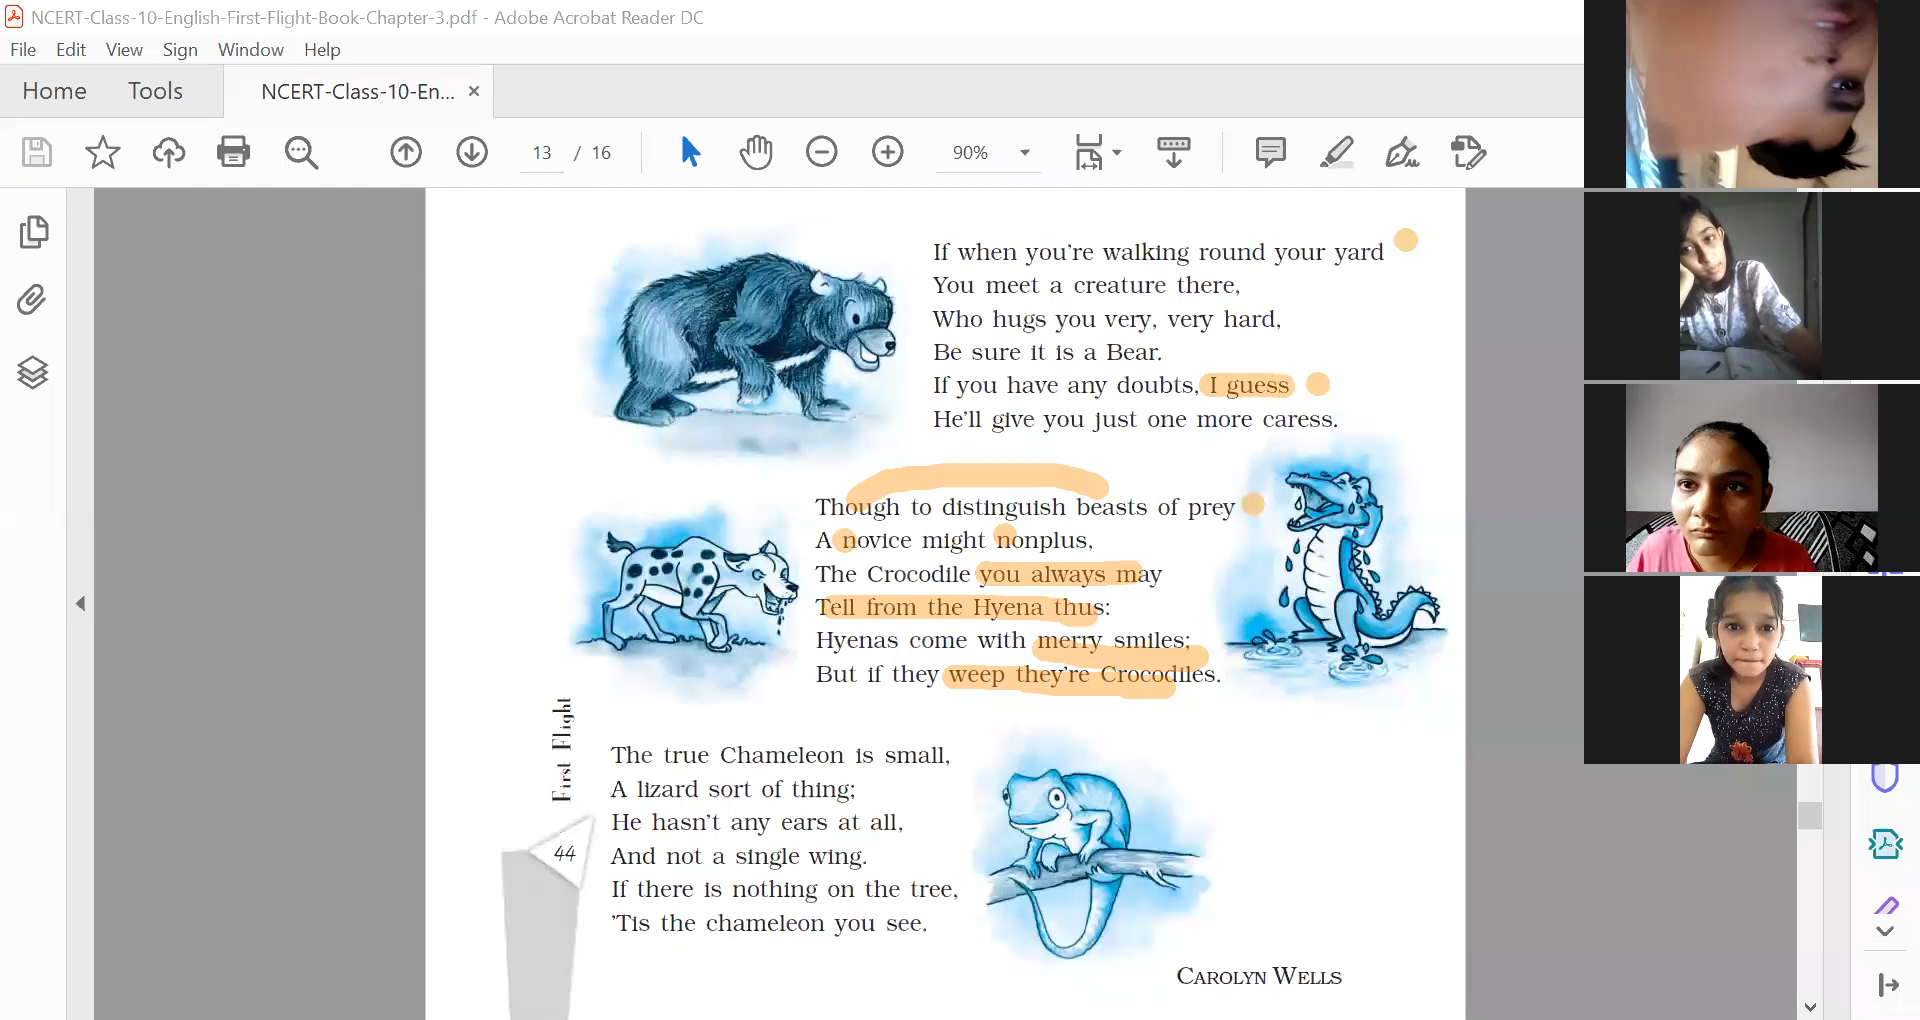 NCERT-Class-10-English-First-Flight-Book-Chapter-3.pdf - Adobe Acrobat Reader DC
File Edit View Sign Window Help
Home Tools NCERT-Class-10-En... ×
13 / 16 90%
If when you're walking round your yard
You meet a creature there,
Who hugs you very, very hard,
Be sure it is a Bear.
If you have any doubts, I guess
He'll give you just one more caress.
Though to distinguish beasts of prey
A novice might nonplus,
The Crocodile you always may
Tell from the Hyena thus:
Hyenas come with merry smiles;
But if they weep they're Crocodiles.
The true Chameleon is small,
A lizard sort of thing;
He hasn't any ears at all,
And not a single wing.
If there is nothing on the tree,
'Tis the chameleon you see.
CAROLYN WELLS
First Flight
44